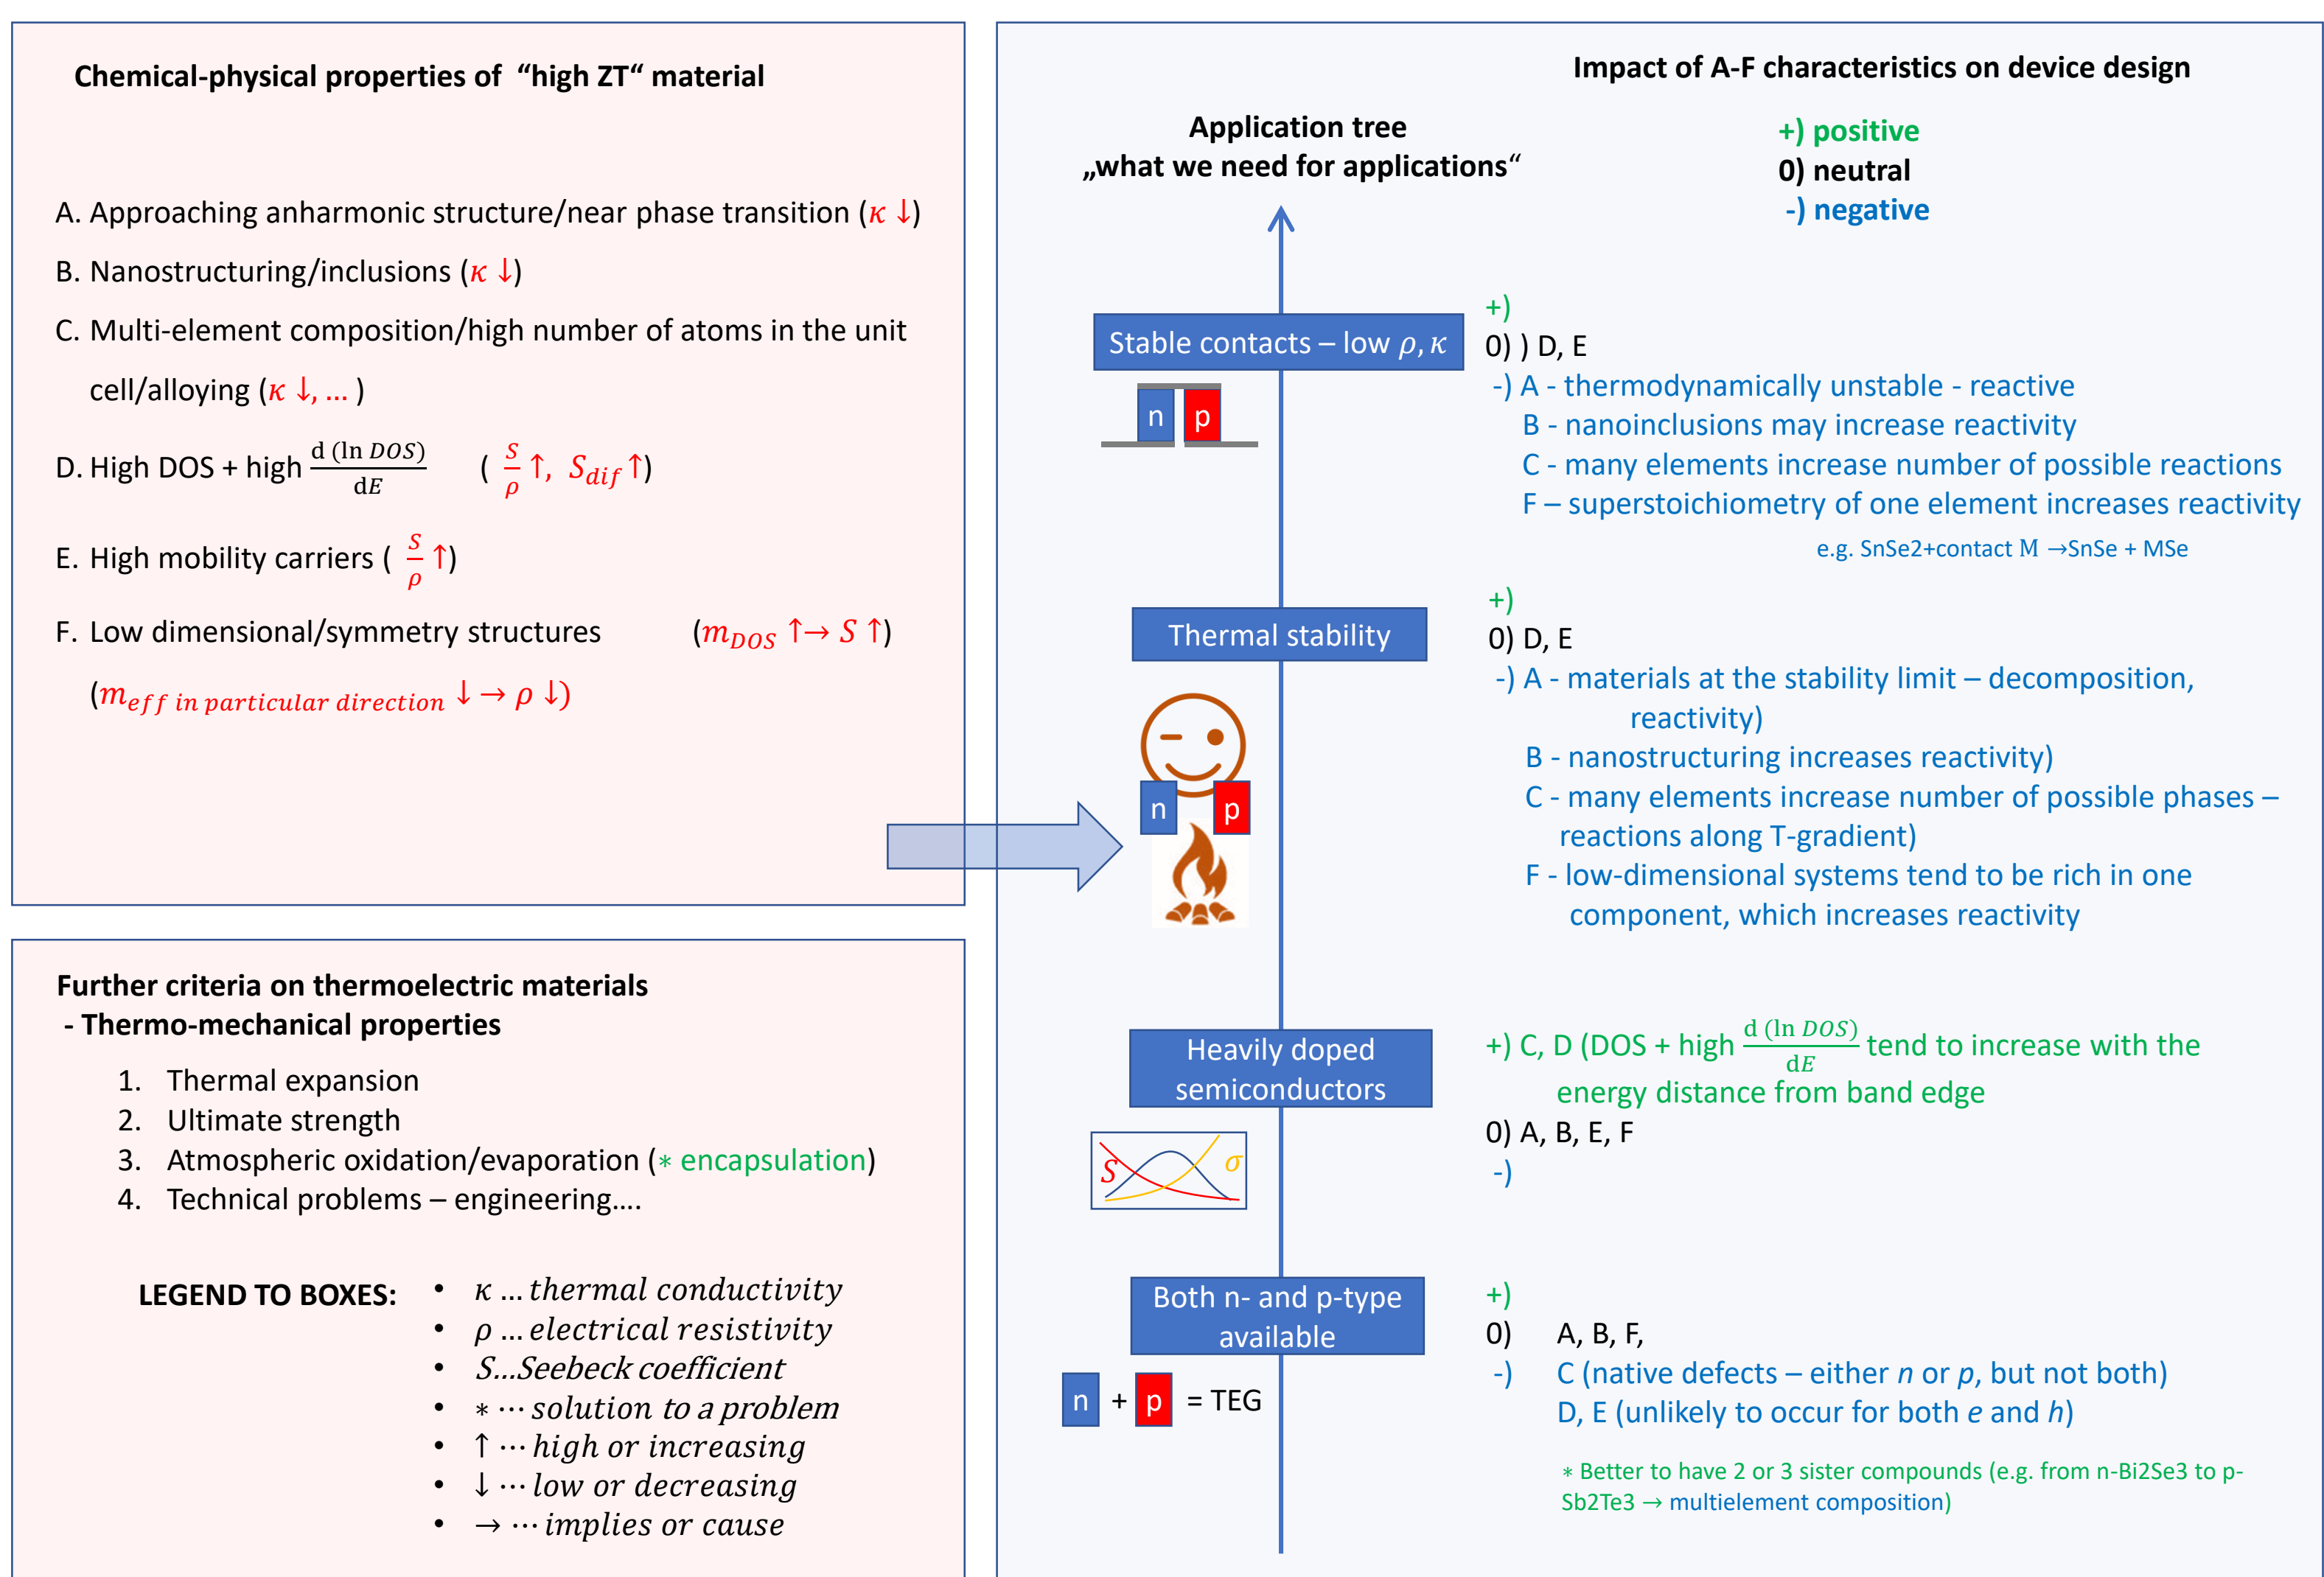 Chemical-physical properties of “high ZT“ material
A. Approaching anharmonic structure/near phase transition (κ ↓)
B. Nanostructuring/inclusions (κ ↓)
C. Multi-element composition/high number of atoms in the unit
cell/alloying (κ ↓, … )
D. High DOS + high d (ln DOS)/dE ( S/ρ ↑, S_dif ↑)
E. High mobility carriers ( S/ρ ↑)
F. Low dimensional/symmetry structures (m_DOS ↑→ S ↑)
(m_eff in particular direction ↓ → ρ ↓)
Further criteria on thermoelectric materials
- Thermo-mechanical properties
1. Thermal expansion
2. Ultimate strength
3. Atmospheric oxidation/evaporation (* encapsulation)
4. Technical problems – engineering….
LEGEND TO BOXES:
• κ … thermal conductivity
• ρ … electrical resistivity
• S…Seebeck coefficient
• * ⋯ solution to a problem
• ↑ ⋯ high or increasing
• ↓ ⋯ low or decreasing
• → ⋯ implies or cause
Impact of A-F characteristics on device design
Application tree
„what we need for applications“
+) positive
0) neutral
-) negative
Stable contacts – low ρ, κ
n p
+)
0) ) D, E
-) A - thermodynamically unstable - reactive
B - nanoinclusions may increase reactivity
C - many elements increase number of possible reactions
F – superstoichiometry of one element increases reactivity
e.g. SnSe2+contact M →SnSe + MSe
Thermal stability
n p
+)
0) D, E
-) A - materials at the stability limit – decomposition,
reactivity)
B - nanostructuring increases reactivity)
C - many elements increase number of possible phases –
reactions along T-gradient)
F - low-dimensional systems tend to be rich in one
component, which increases reactivity
Heavily doped
semiconductors
S σ
+) C, D (DOS + high d (ln DOS)/dE tend to increase with the
energy distance from band edge
0) A, B, E, F
-)
Both n- and p-type
available
n + p = TEG
+)
0) A, B, F,
-) C (native defects – either n or p, but not both)
D, E (unlikely to occur for both e and h)
* Better to have 2 or 3 sister compounds (e.g. from n-Bi2Se3 to p-
Sb2Te3 → multielement composition)